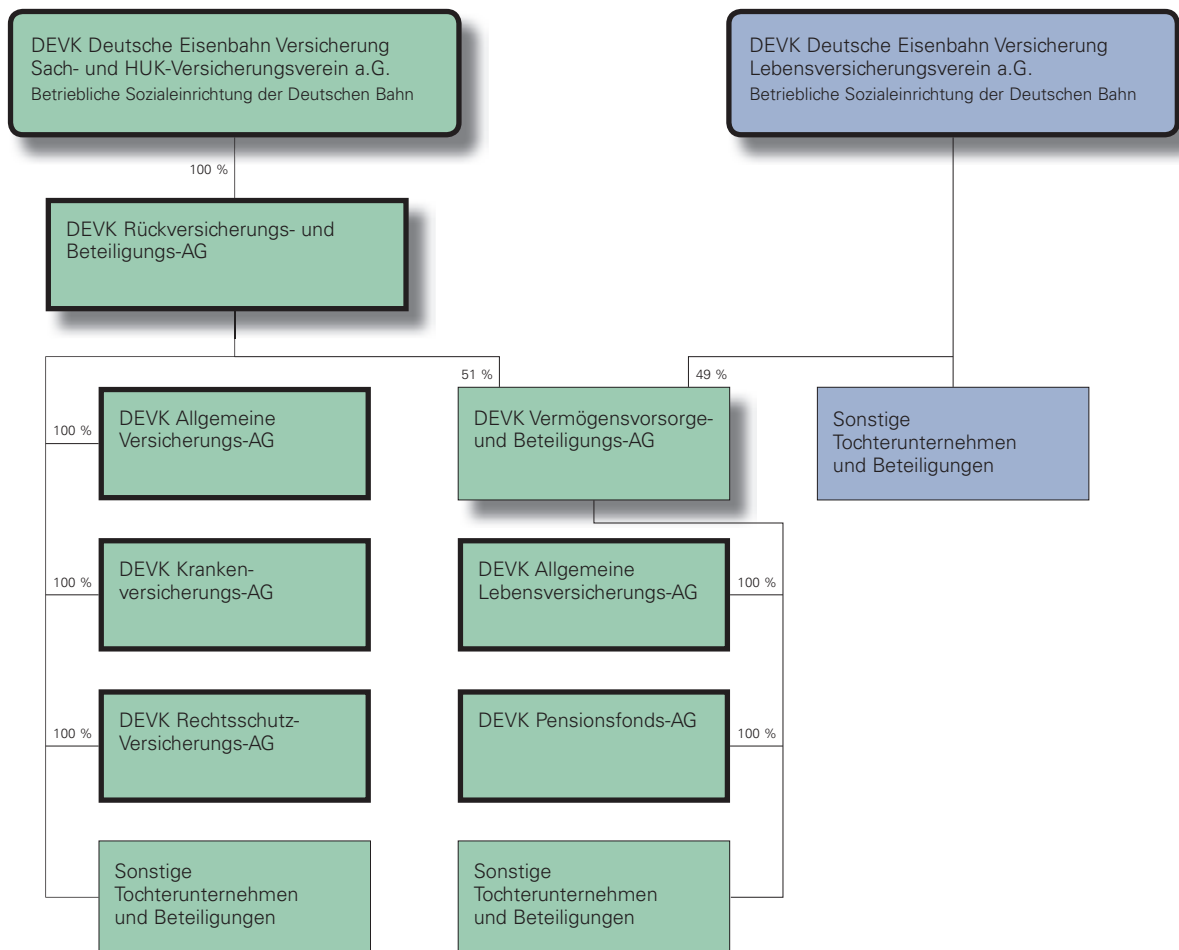 DEVK Deutsche Eisenbahn Versicherung
Sach- und HUK-Versicherungsverein a.G.
Betriebliche Sozialeinrichtung der Deutschen Bahn
DEVK Deutsche Eisenbahn Versicherung
Lebensversicherungsverein a.G.
Betriebliche Sozialeinrichtung der Deutschen Bahn
100 %
DEVK Rückversicherungs- und
Beteiligungs-AG
51 %
49 %
100 %
DEVK Allgemeine
Versicherungs-AG
DEVK Vermögensvorsorge-
und Beteiligungs-AG
Sonstige
Tochterunternehmen
und Beteiligungen
100 %
DEVK Kranken-
versicherungs-AG
DEVK Allgemeine
Lebensversicherungs-AG
100 %
100 %
DEVK Rechtsschutz-
Versicherungs-AG
DEVK Pensionsfonds-AG
100 %
Sonstige
Tochterunternehmen
und Beteiligungen
Sonstige
Tochterunternehmen
und Beteiligungen